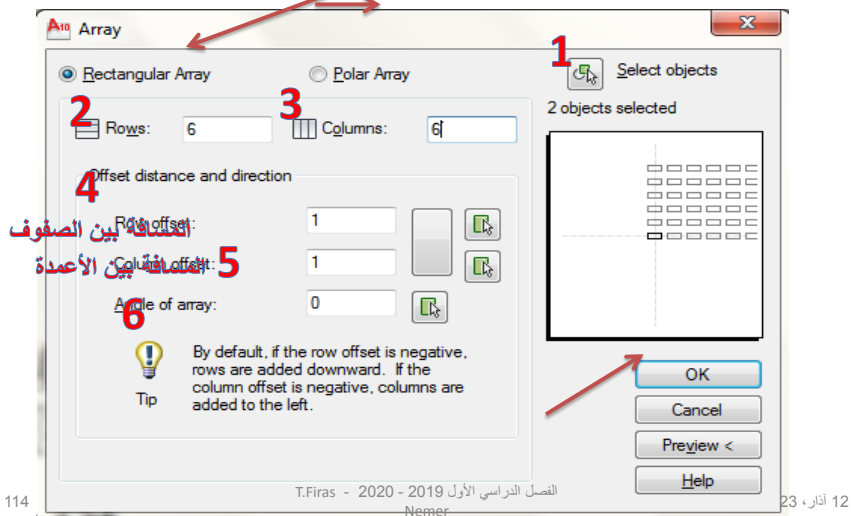 A10 Array
x
Rectangular Array Polar Array
1 Select objects
2 3
Rows: 6 Columns: 6
2 objects selected
Offset distance and direction
4
Row offset: 1
المسافة بين الصفوف
Column offset: 1
المسافة بين الأعمدة 5
Angle of array: 0
6
By default, if the row offset is negative,
rows are added downward. If the
column offset is negative, columns are
added to the left.
Tip
OK
Cancel
Preview <
Help
114
الفصل الدراسي الأول 2019 - 2020 - T.Firas
Nemer
12 آذار، 23